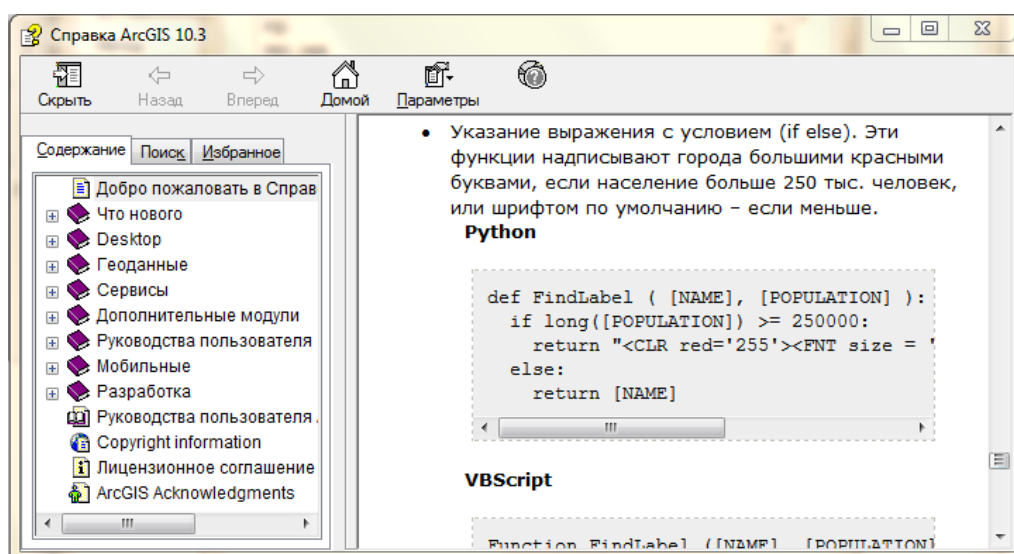 Справка ArcGIS 10.3
Скрыть Назад Вперед Домой Параметры
Содержание Поиск Избранное
Добро пожаловать в Справ
Что нового
Desktop
Геоданные
Сервисы
Дополнительные модули
Руководства пользователя
Мобильные
Разработка
Руководства пользователя
Copyright information
Лицензионное соглашение
ArcGIS Acknowledgments
• Указание выражения с условием (if else). Эти
функции надписывают города большими красными
буквами, если население больше 250 тыс. человек,
или шрифтом по умолчанию – если меньше.
Python
def FindLabel ( [NAME], [POPULATION] ):
if long([POPULATION]) >= 250000:
return "<CLR red='255'><FNT size = '
else:
return [NAME]
VBScript
Function FindLabel ([NAME], [POPULATION]